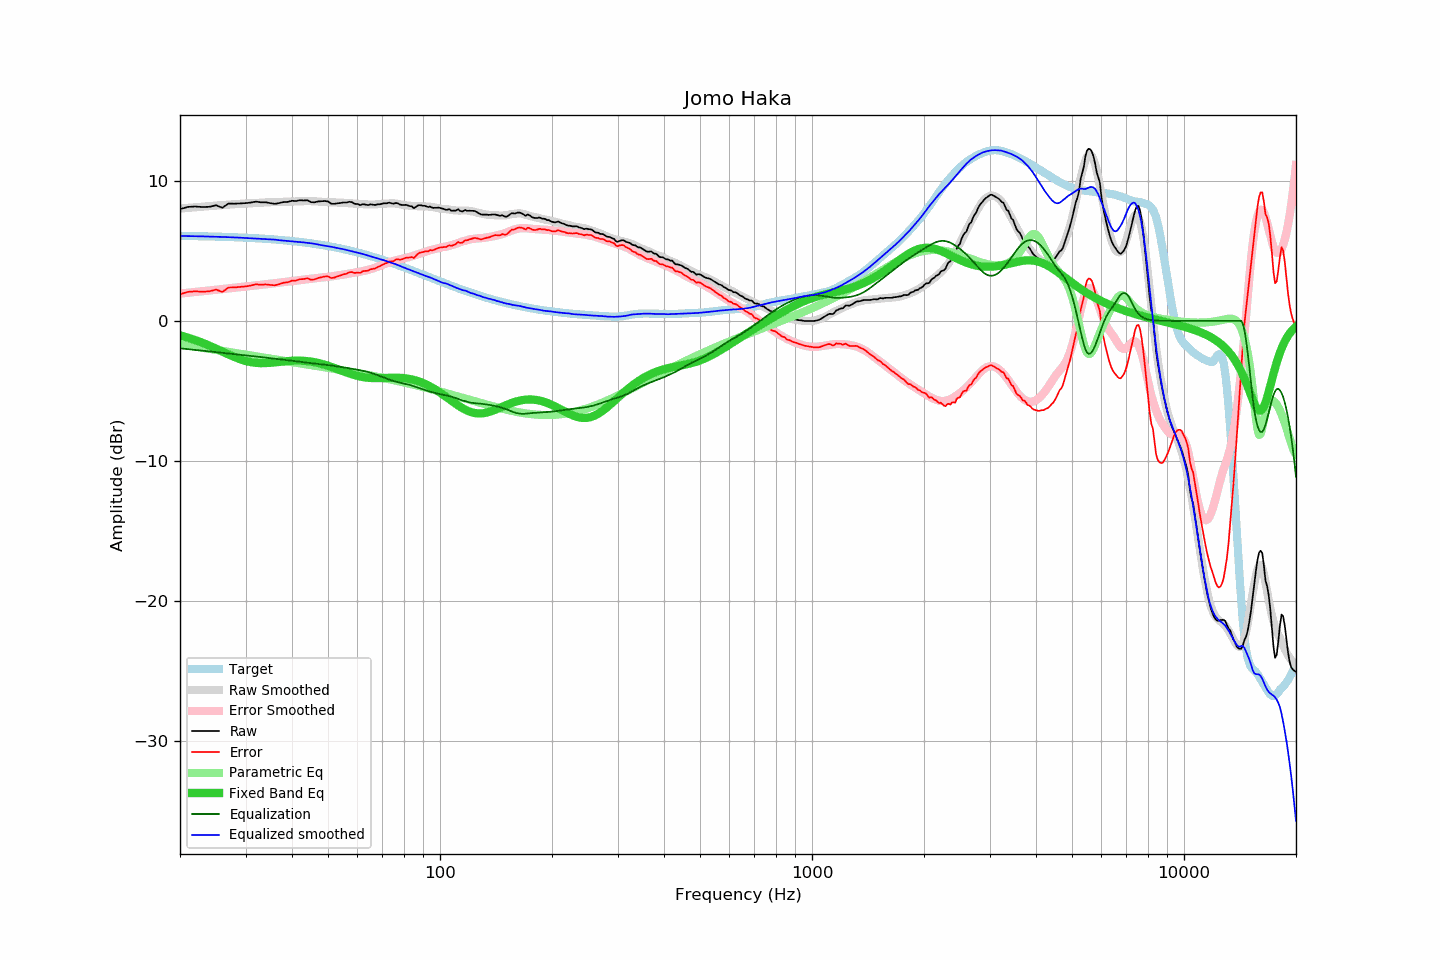 Jomo Haka
10
0
−10
−20
−30
Amplitude (dBr)
Target
Raw Smoothed
Error Smoothed
Raw
Error
Parametric Eq
Fixed Band Eq
Equalization
Equalized smoothed
100
1000
10000
Frequency (Hz)